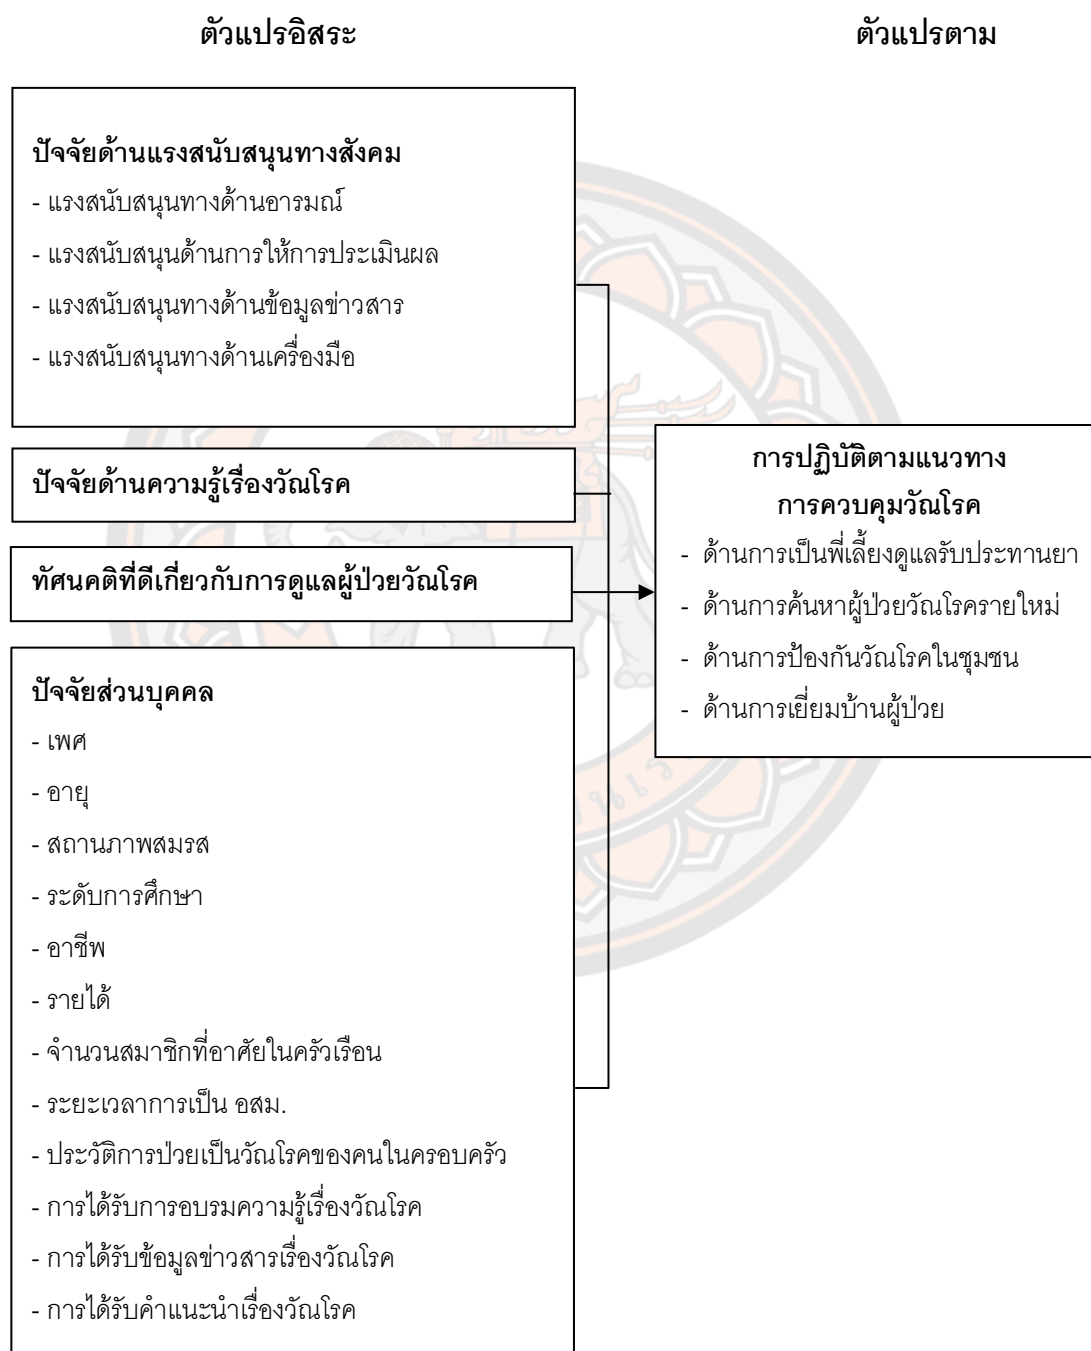 ตัวแปรอิสระ
ตัวแปรตาม
ปัจจัยด้านแรงสนับสนุนทางสังคม
- แรงสนับสนุนทางด้านอารมณ์
- แรงสนับสนุนด้านการให้การประเมินผล
- แรงสนับสนุนทางด้านข้อมูลข่าวสาร
- แรงสนับสนุนทางด้านเครื่องมือ
ปัจจัยด้านความรู้เรื่องวัณโรค
ทัศนคติที่ดีเกี่ยวกับการดูแลผู้ป่วยวัณโรค
ปัจจัยส่วนบุคคล
- เพศ
- อายุ
- สถานภาพสมรส
- ระดับการศึกษา
- อาชีพ
- รายได้
- จำนวนสมาชิกที่อาศัยในครัวเรือน
- ระยะเวลาการเป็น อสม.
- ประวัติการป่วยเป็นวัณโรคของคนในครอบครัว
- การได้รับการอบรมความรู้เรื่องวัณโรค
- การได้รับข้อมูลข่าวสารเรื่องวัณโรค
- การได้รับคำแนะนำเรื่องวัณโรค
การปฏิบัติตามแนวทาง
การควบคุมวัณโรค
- ด้านการเป็นพี่เลี้ยงดูแลรับประทานยา
- ด้านการค้นหาผู้ป่วยวัณโรครายใหม่
- ด้านการป้องกันวัณโรคในชุมชน
- ด้านการเยี่ยมบ้านผู้ป่วย